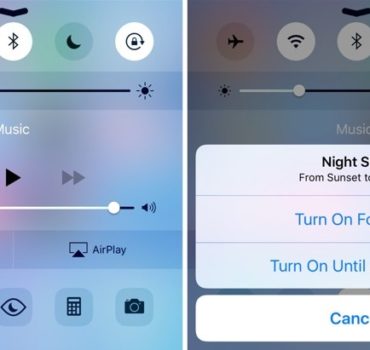 Music
AirPlay
Music
Night S
From Sunset to
Turn On Fo
Turn On Until
Canc